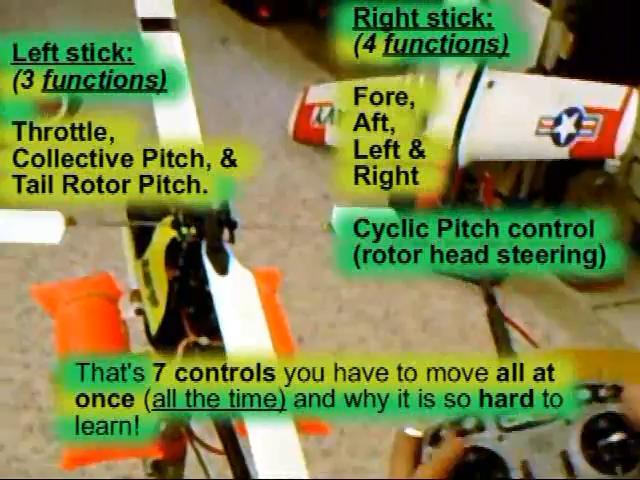 Left stick:
(3 functions)
Throttle,
Collective Pitch, &
Tail Rotor Pitch.
Right stick:
(4 functions)
Fore,
Aft,
Left &
Right
Cyclic Pitch control
(rotor head steering)
That's 7 controls you have to move all at
once (all the time) and why it is so hard to
learn!